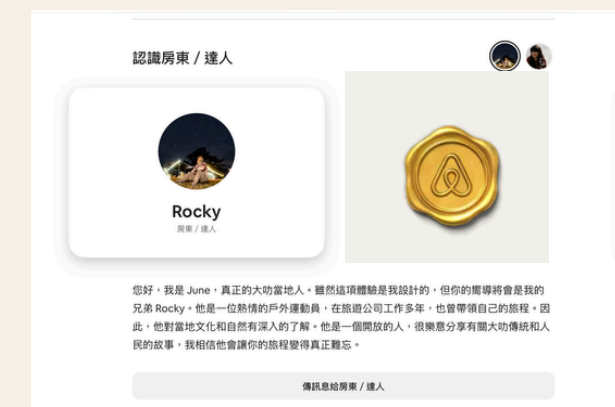 認識房東 / 達人
Rocky
房東 / 達人
您好，我是 June，真正的大叻當地人。雖然這項體驗是我設計的，但你的嚮導將會是我的
兄弟 Rocky。他是一位熱情的戶外運動員，在旅遊公司工作多年，也曾帶領自己的旅程。因
此，他對當地文化和自然有深入的了解。他是一個開放的人，很樂意分享有關大叻傳統和人
民的故事，我相信他會讓你的旅程變得真正難忘。
傳訊息給房東 / 達人